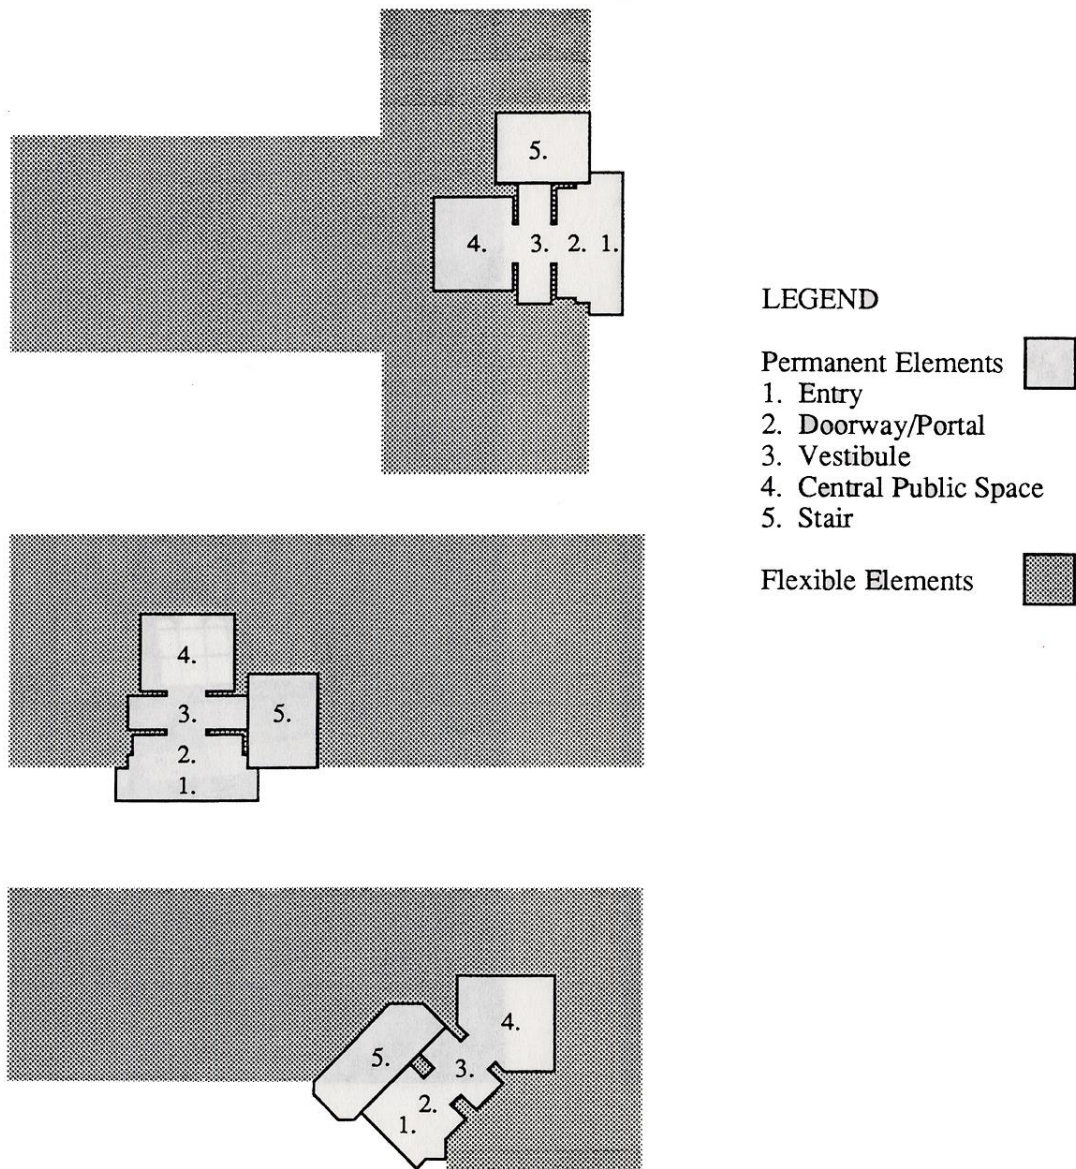 5.
4. 3. 2. 1.
LEGEND
Permanent Elements
1. Entry
2. Doorway/Portal
3. Vestibule
4. Central Public Space
5. Stair
Flexible Elements
4.
3. 5.
2.
1.
4.
5. 3.
2.
1.